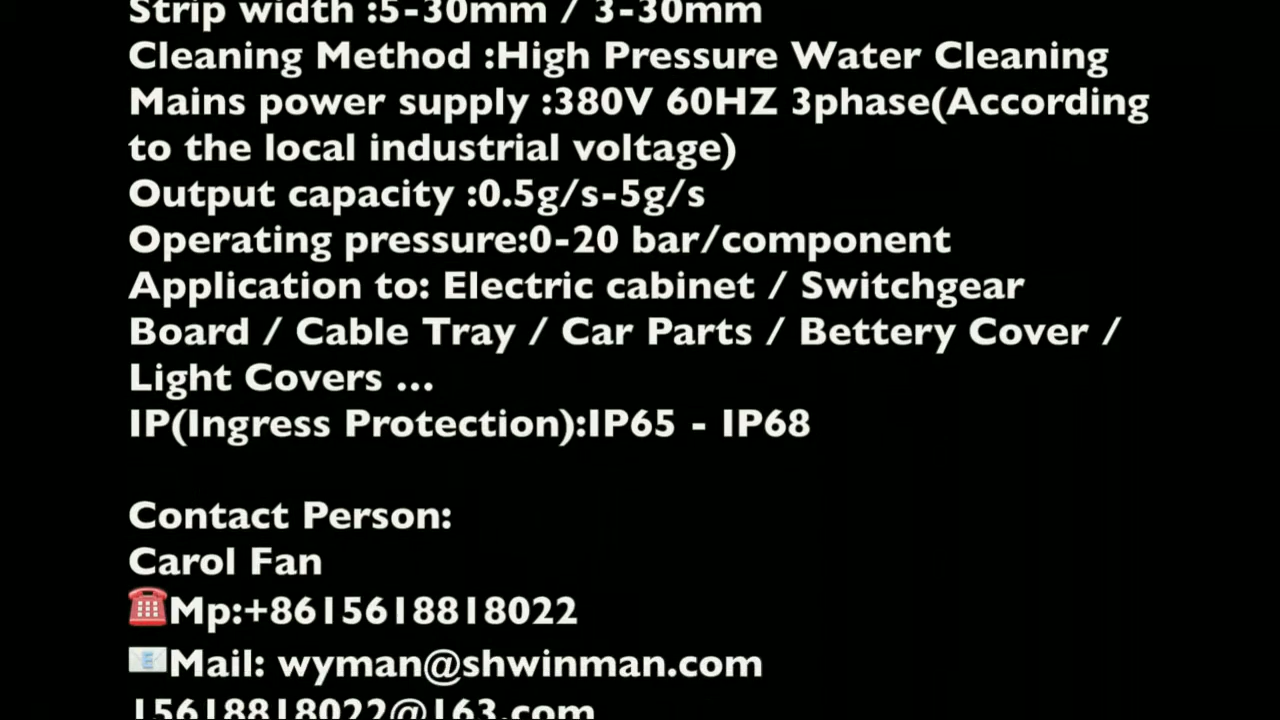 Strip width :5-30mm / 3-30mm
Cleaning Method :High Pressure Water Cleaning
Mains power supply :380V 60HZ 3phase(According
to the local industrial voltage)
Output capacity :0.5g/s-5g/s
Operating pressure:0-20 bar/component
Application to: Electric cabinet / Switchgear
Board / Cable Tray / Car Parts / Bettery Cover /
Light Covers ...
IP(Ingress Protection):IP65 - IP68
Contact Person:
Carol Fan
☎️Mp:+8615618818022
📧Mail: wyman@shwinman.com
15618818022@163.com